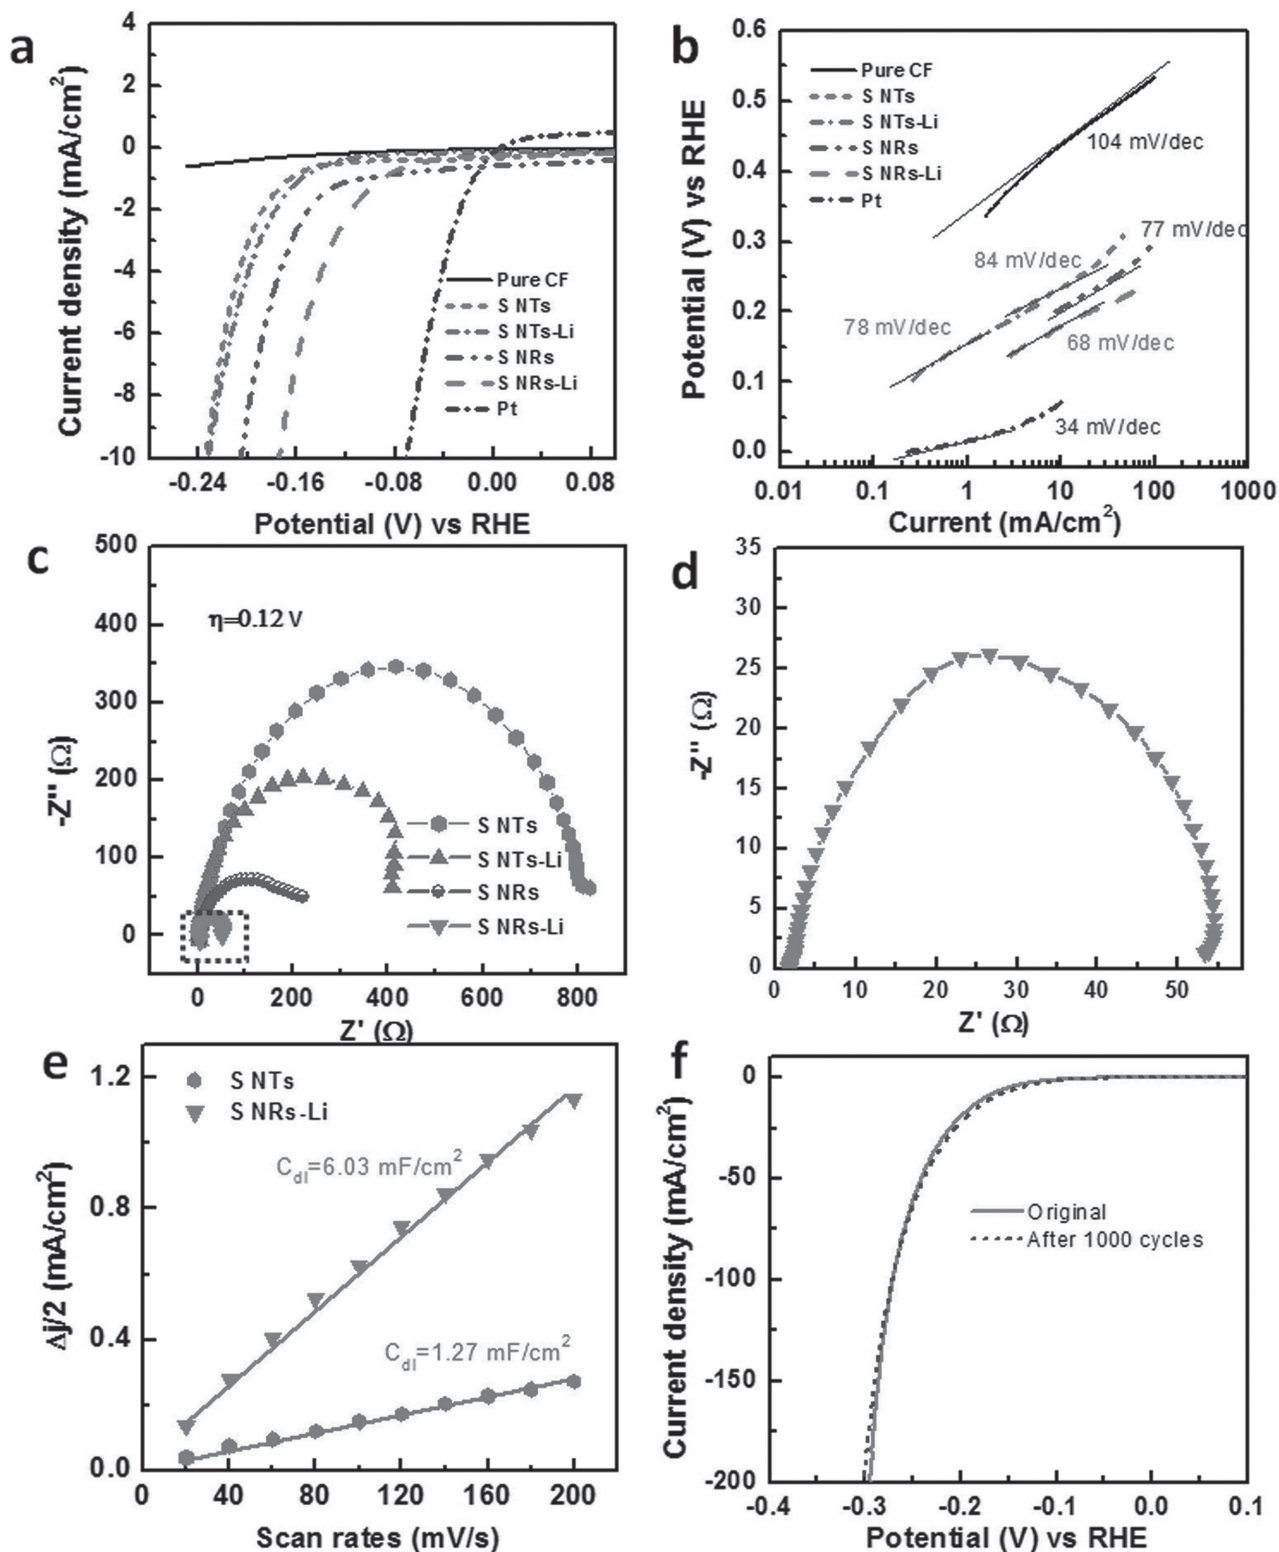 a
4
2
0
-2
-4
-6
-8
-10
Current density (mA/cm²)
Pure CF
S NTs
S NTs-Li
S NRs
S NRs-Li
Pt
-0.24
-0.16
-0.08
0.00
0.08
Potential (V) vs RHE
b
0.6
0.5
0.4
0.3
0.2
0.1
0.0
Potential (V) vs RHE
Pure CF
S NTs
S NTs-Li
S NRs
S NRs-Li
Pt
104 mV/dec
77 mV/dec
84 mV/dec
78 mV/dec
68 mV/dec
34 mV/dec
0.01
0.1
1
10
100
1000
Current (mA/cm²)
c
500
400
300
200
100
0
-Z'' (Ω)
η=0.12 V
S NTs
S NTs-Li
S NRs
S NRs-Li
0
200
400
600
800
Z' (Ω)
d
35
30
25
20
15
10
5
0
-Z'' (Ω)
0
10
20
30
40
50
Z' (Ω)
e
1.2
0.8
0.4
0.0
Δj/2 (mA/cm²)
S NTs
S NRs-Li
C_dl=6.03 mF/cm²
C_dl=1.27 mF/cm²
0
40
80
120
160
200
Scan rates (mV/s)
f
0
-50
-100
-150
-200
Current density (mA/cm²)
Original
After 1000 cycles
-0.4
-0.3
-0.2
-0.1
0.0
0.1
Potential (V) vs RHE